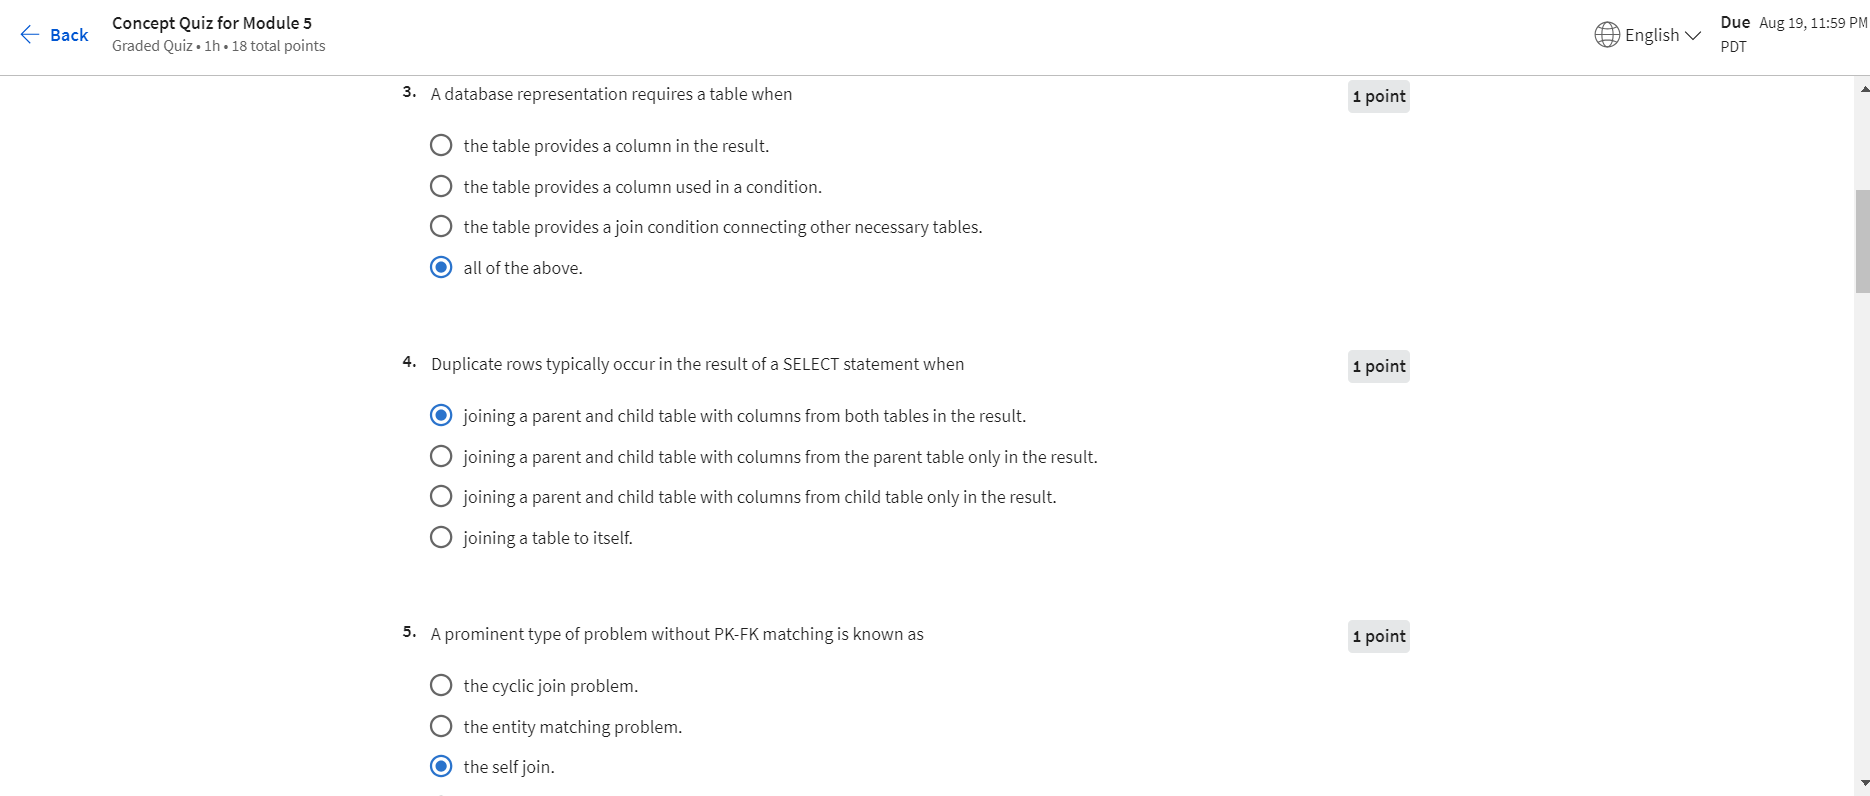 Back
Concept Quiz for Module 5
Graded Quiz • 1h • 18 total points
English
Due Aug 19, 11:59 PM
PDT
3. A database representation requires a table when
1 point
the table provides a column in the result.
the table provides a column used in a condition.
the table provides a join condition connecting other necessary tables.
all of the above.
4. Duplicate rows typically occur in the result of a SELECT statement when
1 point
joining a parent and child table with columns from both tables in the result.
joining a parent and child table with columns from the parent table only in the result.
joining a parent and child table with columns from child table only in the result.
joining a table to itself.
5. A prominent type of problem without PK-FK matching is known as
1 point
the cyclic join problem.
the entity matching problem.
the self join.